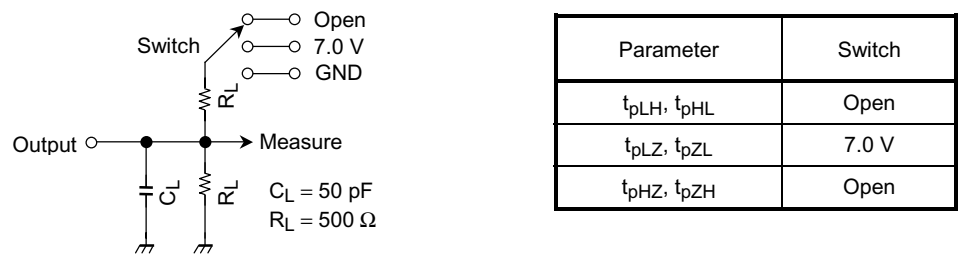 Open
Switch
7.0 V
GND
RL
Output
Measure
CL
RL
CL = 50 pF
RL = 500 Ω
Parameter Switch
tpLH, tpHL Open
tpLZ, tpZL 7.0 V
tpHZ, tpZH Open